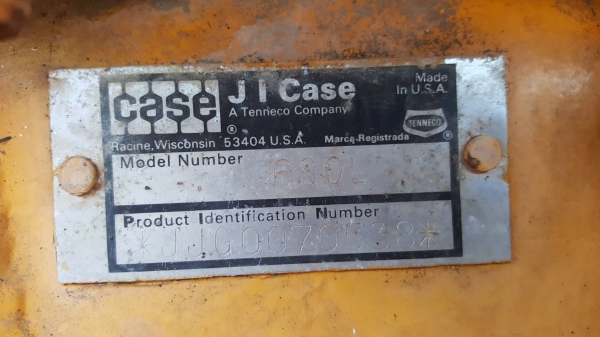 case
J I Case
A Tenneco Company
Made
In U.S.A.
TENNECO
®
®
Racine, Wisconsin 53404 U.S.A. Marca Registrada
Model Number
Product Identification Number